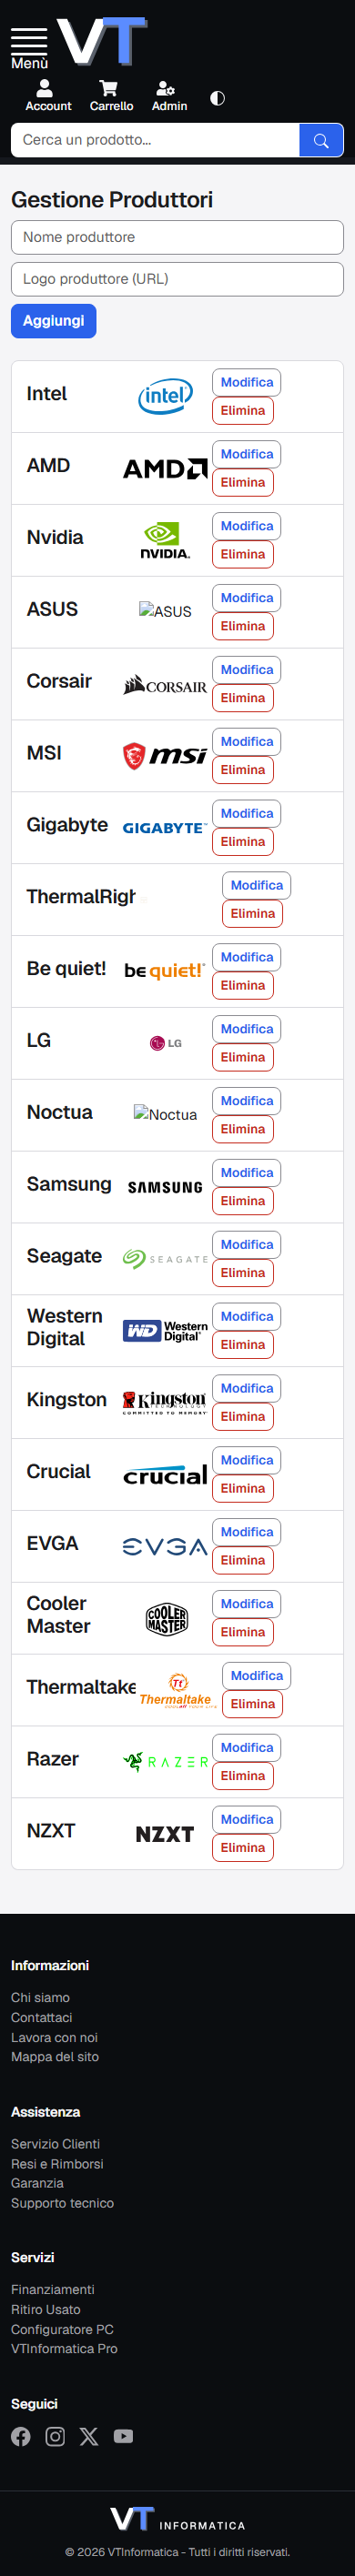 Menù
VT
Account
Carrello
Admin
Cerca un prodotto...
Gestione Produttori
Nome produttore
Logo produttore (URL)
Aggiungi
Intel
intel
Modifica
Elimina
AMD
AMD
Modifica
Elimina
Nvidia
NVIDIA.
Modifica
Elimina
ASUS
ASUS
Modifica
Elimina
Corsair
CORSAIR
Modifica
Elimina
MSI
msi
Modifica
Elimina
Gigabyte
GIGABYTE™
Modifica
Elimina
ThermalRigh
Modifica
Elimina
Be quiet!
be quiet!
Modifica
Elimina
LG
LG
Modifica
Elimina
Noctua
Noctua
Modifica
Elimina
Samsung
SAMSUNG
Modifica
Elimina
Seagate
SEAGATE
Modifica
Elimina
Western
Digital
WD Western
Digital
Modifica
Elimina
Kingston
Kingston
TECHNOLOGY
COMMITTED TO MEMORY
Modifica
Elimina
Crucial
crucial
Modifica
Elimina
EVGA
EVGA
Modifica
Elimina
Cooler
Master
COOLER
MASTER
Modifica
Elimina
Thermaltake
Tt
Thermaltake
Modifica
Elimina
Razer
RAZER
Modifica
Elimina
NZXT
NZXT
Modifica
Elimina
Informazioni
Chi siamo
Contattaci
Lavora con noi
Mappa del sito
Assistenza
Servizio Clienti
Resi e Rimborsi
Garanzia
Supporto tecnico
Servizi
Finanziamenti
Ritiro Usato
Configuratore PC
VTInformatica Pro
Seguici
VT INFORMATICA
© 2026 VTInformatica - Tutti i diritti riservati.